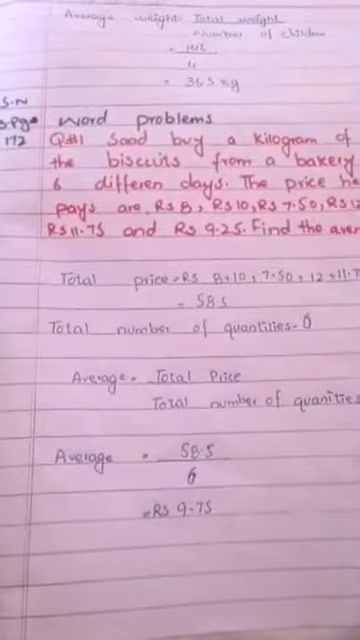 Average weight = Total weight
Number of children
= 146
4
= 36.5 kg
S.N
B.Pg#
172
word problems
Q#1 Saad buy a kilogram of
the biscuits from a bakery
6 differen days. The price he
pays are Rs 8, Rs 10, Rs 7.50, Rs 12
Rs 11.75 and Rs 9.25. Find the aver
Total price = Rs 8+10+7.50+12+11.7
= 58.5
Total number of quantities = 6
Average = Total Price
Total number of quanities
Average = 58.5
6
= Rs 9.75